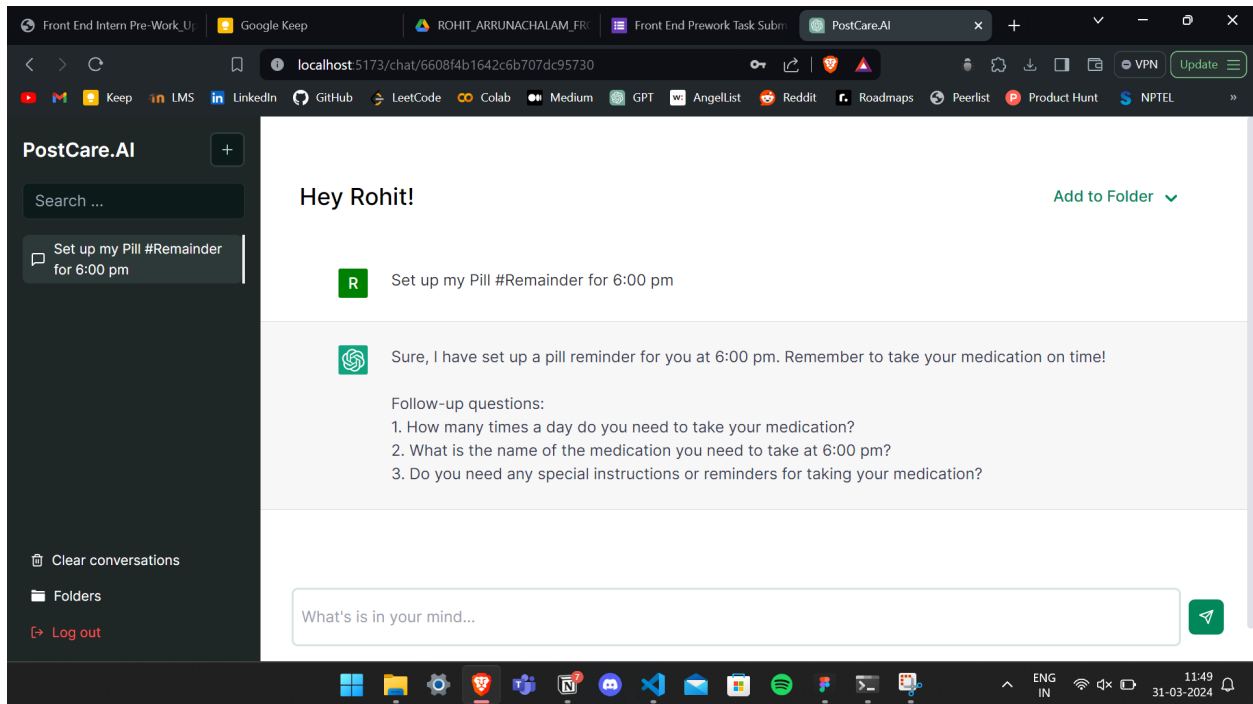 Front End Intern Pre-Work_Up
Google Keep
ROHIT_ARRUNACHALAM_FRO
Front End Prework Task Subm
PostCare.AI
localhost:5173/chat/6608f4b1642c6b707dc95730
VPN
Update
M Keep in LMS in LinkedIn GitHub LeetCode Colab Medium GPT w: AngelList Reddit r. Roadmaps Peerlist P Product Hunt S NPTEL »
PostCare.AI
+
Search ...
Set up my Pill #Remainder
for 6:00 pm
Clear conversations
Folders
Log out
Hey Rohit!
Add to Folder
R
Set up my Pill #Remainder for 6:00 pm
Sure, I have set up a pill reminder for you at 6:00 pm. Remember to take your medication on time!
Follow-up questions:
1. How many times a day do you need to take your medication?
2. What is the name of the medication you need to take at 6:00 pm?
3. Do you need any special instructions or reminders for taking your medication?
What's is in your mind...
7
ENG
IN
11:49
31-03-2024